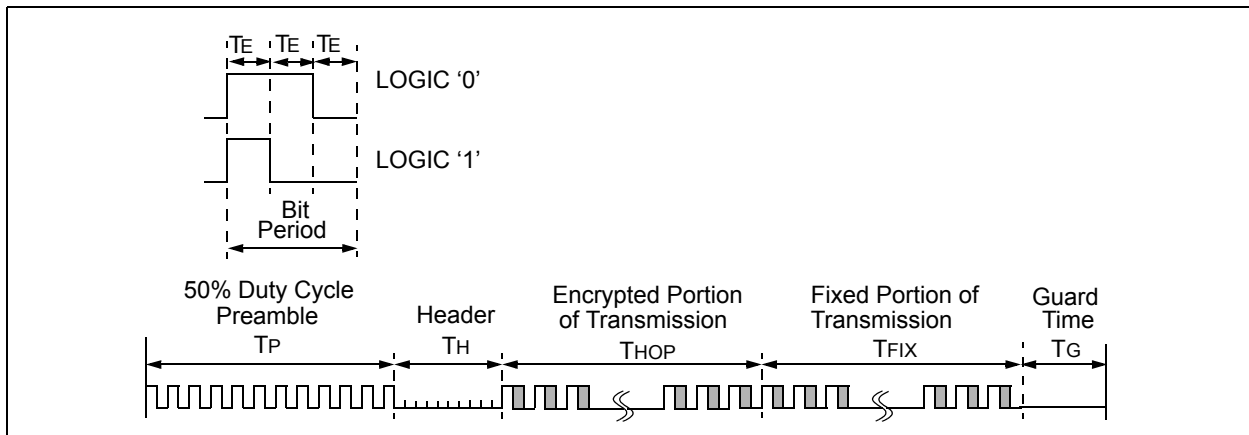 TE TE TE
LOGIC ‘0’
LOGIC ‘1’
Bit
Period
50% Duty Cycle
Preamble
TP
Header
TH
Encrypted Portion
of Transmission
THOP
Fixed Portion of
Transmission
TFIX
Guard
Time
TG